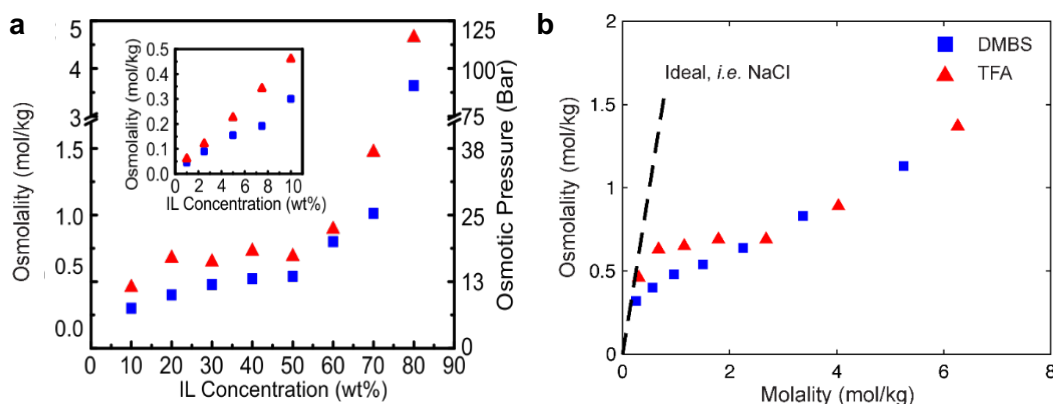 a
Osmolality (mol/kg)
5
4
3
1.5
1.0
0.5
0.0
125
100
75
38
25
13
0
Osmotic Pressure (Bar)
0 10 20 30 40 50 60 70 80 90
IL Concentration (wt%)
Osmolality (mol/kg)
0.5
0.4
0.3
0.2
0.1
0.0
0 2 4 6 8 10
IL Concentration (wt%)
b
Osmolality (mol/kg)
2
1.5
1
0.5
0
0 2 4 6 8
Molality (mol/kg)
DMBS
TFA
Ideal, i.e. NaCl